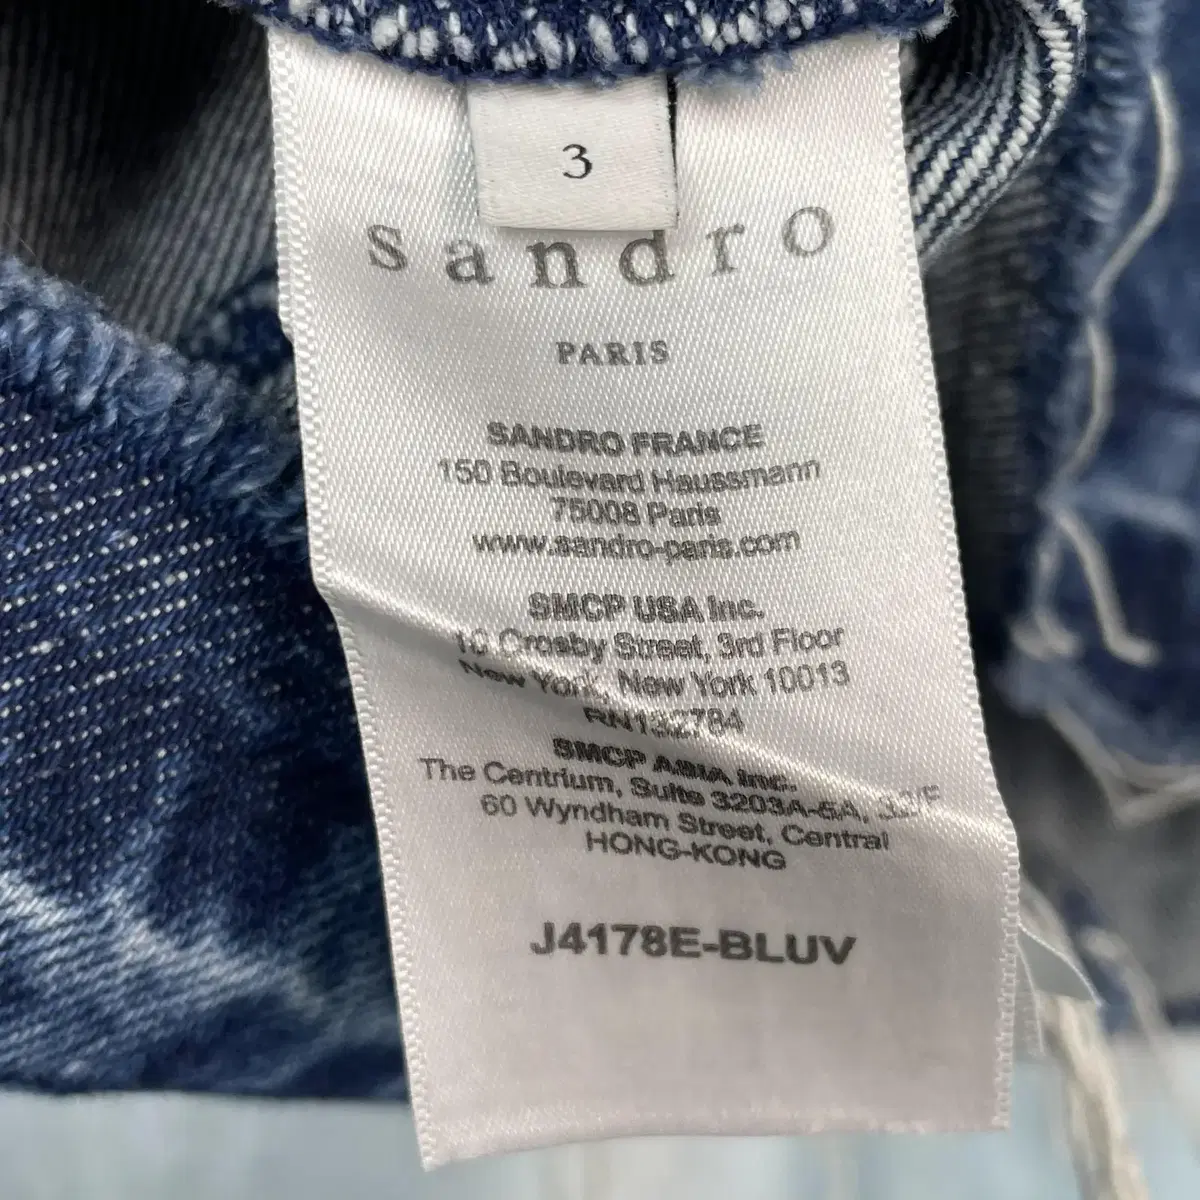 3
sandro
PARIS
SANDRO FRANCE
150 Boulevard Haussmann
75008 Paris
www.sandro-paris.com
SMCP USA Inc.
10 Crosby Street, 3rd Floor
New York, New York 10013
RN132784
SMCP ASIA Inc.
The Centrium, Suite 3203A-5A, 32/F
60 Wyndham Street, Central
HONG-KONG
J4178E-BLUV